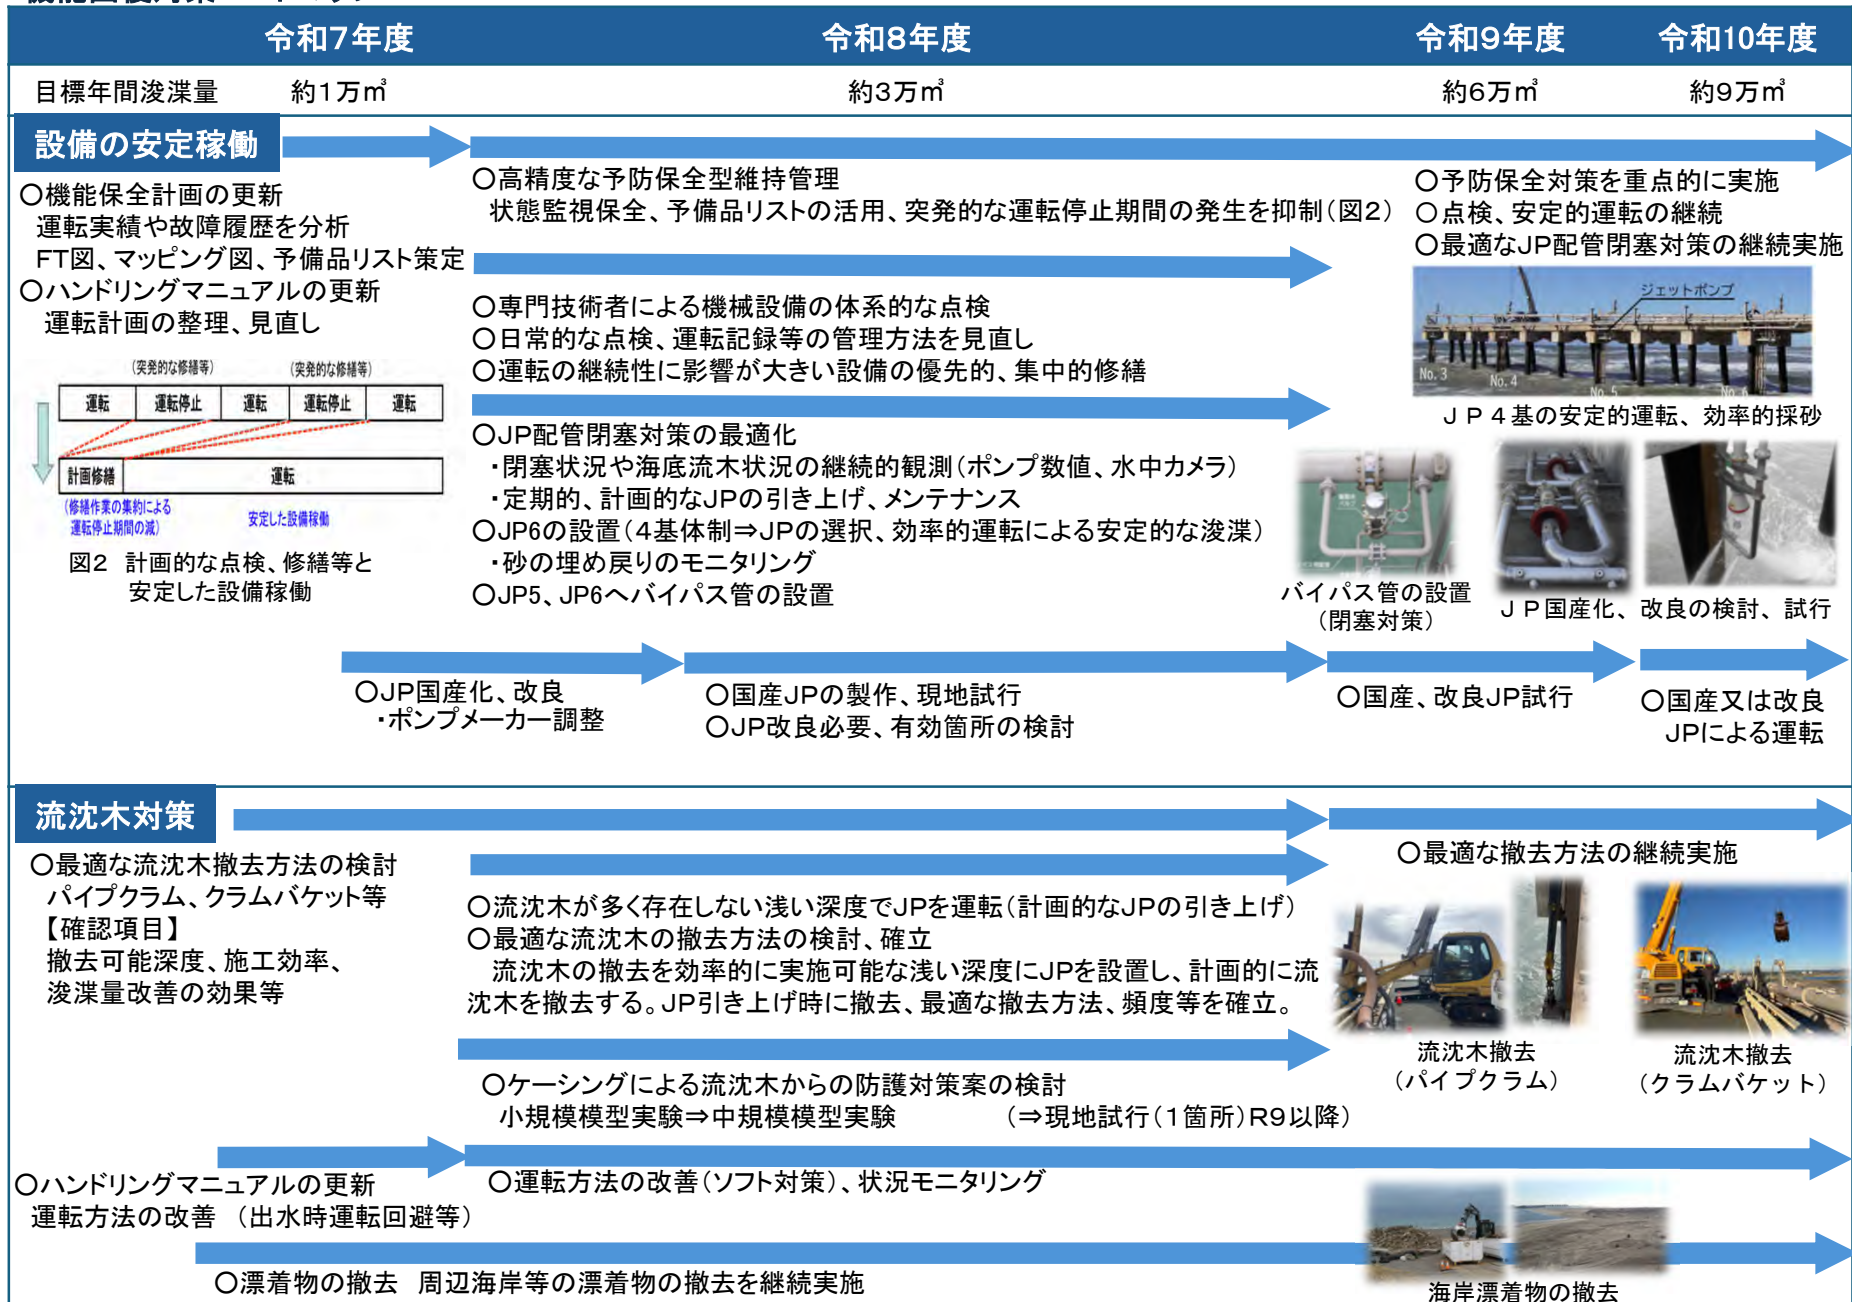 令和7年度 令和8年度 令和9年度 令和10年度
目標年間浚渫量 約1万㎥ 約3万㎥ 約6万㎥ 約9万㎥
設備の安定稼働
〇機能保全計画の更新
運転実績や故障履歴を分析
FT図、マッピング図、予備品リスト策定
〇ハンドリングマニュアルの更新
運転計画の整理、見直し
(突発的な修繕等) (突発的な修繕等)
運転 運転停止 運転 運転停止 運転
計画修繕 運転
(修繕作業の集約による
運転停止期間の減)
安定した設備稼働
図2 計画的な点検、修繕等と
安定した設備稼働
〇高精度な予防保全型維持管理
状態監視保全、予備品リストの活用、突発的な運転停止期間の発生を抑制(図2)
〇専門技術者による機械設備の体系的な点検
〇日常的な点検、運転記録等の管理方法を見直し
〇運転の継続性に影響が大きい設備の優先的、集中的修繕
〇JP配管閉塞対策の最適化
・閉塞状況や海底流木状況の継続的観測(ポンプ数値、水中カメラ)
・定期的、計画的なJPの引き上げ、メンテナンス
〇JP6の設置(4基体制⇒JPの選択、効率的運転による安定的な浚渫)
・砂の埋め戻りのモニタリング
〇JP5、JP6へバイパス管の設置
〇予防保全対策を重点的に実施
〇点検、安定的運転の継続
〇最適なJP配管閉塞対策の継続実施
ジェットポンプ
No.3 No.4 No.5 No.6
JP4基の安定的運転、効率的採砂
バイパス管の設置
(閉塞対策)
JP国産化、改良の検討、試行
〇JP国産化、改良
・ポンプメーカー調整
〇国産JPの製作、現地試行
〇JP改良必要、有効箇所の検討
〇国産、改良JP試行
〇国産又は改良
JPによる運転
流沈木対策
〇最適な流沈木撤去方法の検討
パイプクラム、クラムバケット等
【確認項目】
撤去可能深度、施工効率、
浚渫量改善の効果等
〇流沈木が多く存在しない浅い深度でJPを運転(計画的なJPの引き上げ)
〇最適な流沈木の撤去方法の検討、確立
流沈木の撤去を効率的に実施可能な浅い深度にJPを設置し、計画的に流
沈木を撤去する。JP引き上げ時に撤去、最適な撤去方法、頻度等を確立。
〇最適な撤去方法の継続実施
流沈木撤去
(パイプクラム)
流沈木撤去
(クラムバケット)
〇ケーシングによる流沈木からの防護対策案の検討
小規模模型実験⇒中規模模型実験 (⇒現地試行(1箇所)R9以降)
〇ハンドリングマニュアルの更新
運転方法の改善 (出水時運転回避等)
〇運転方法の改善(ソフト対策)、状況モニタリング
〇漂着物の撤去 周辺海岸等の漂着物の撤去を継続実施
海岸漂着物の撤去